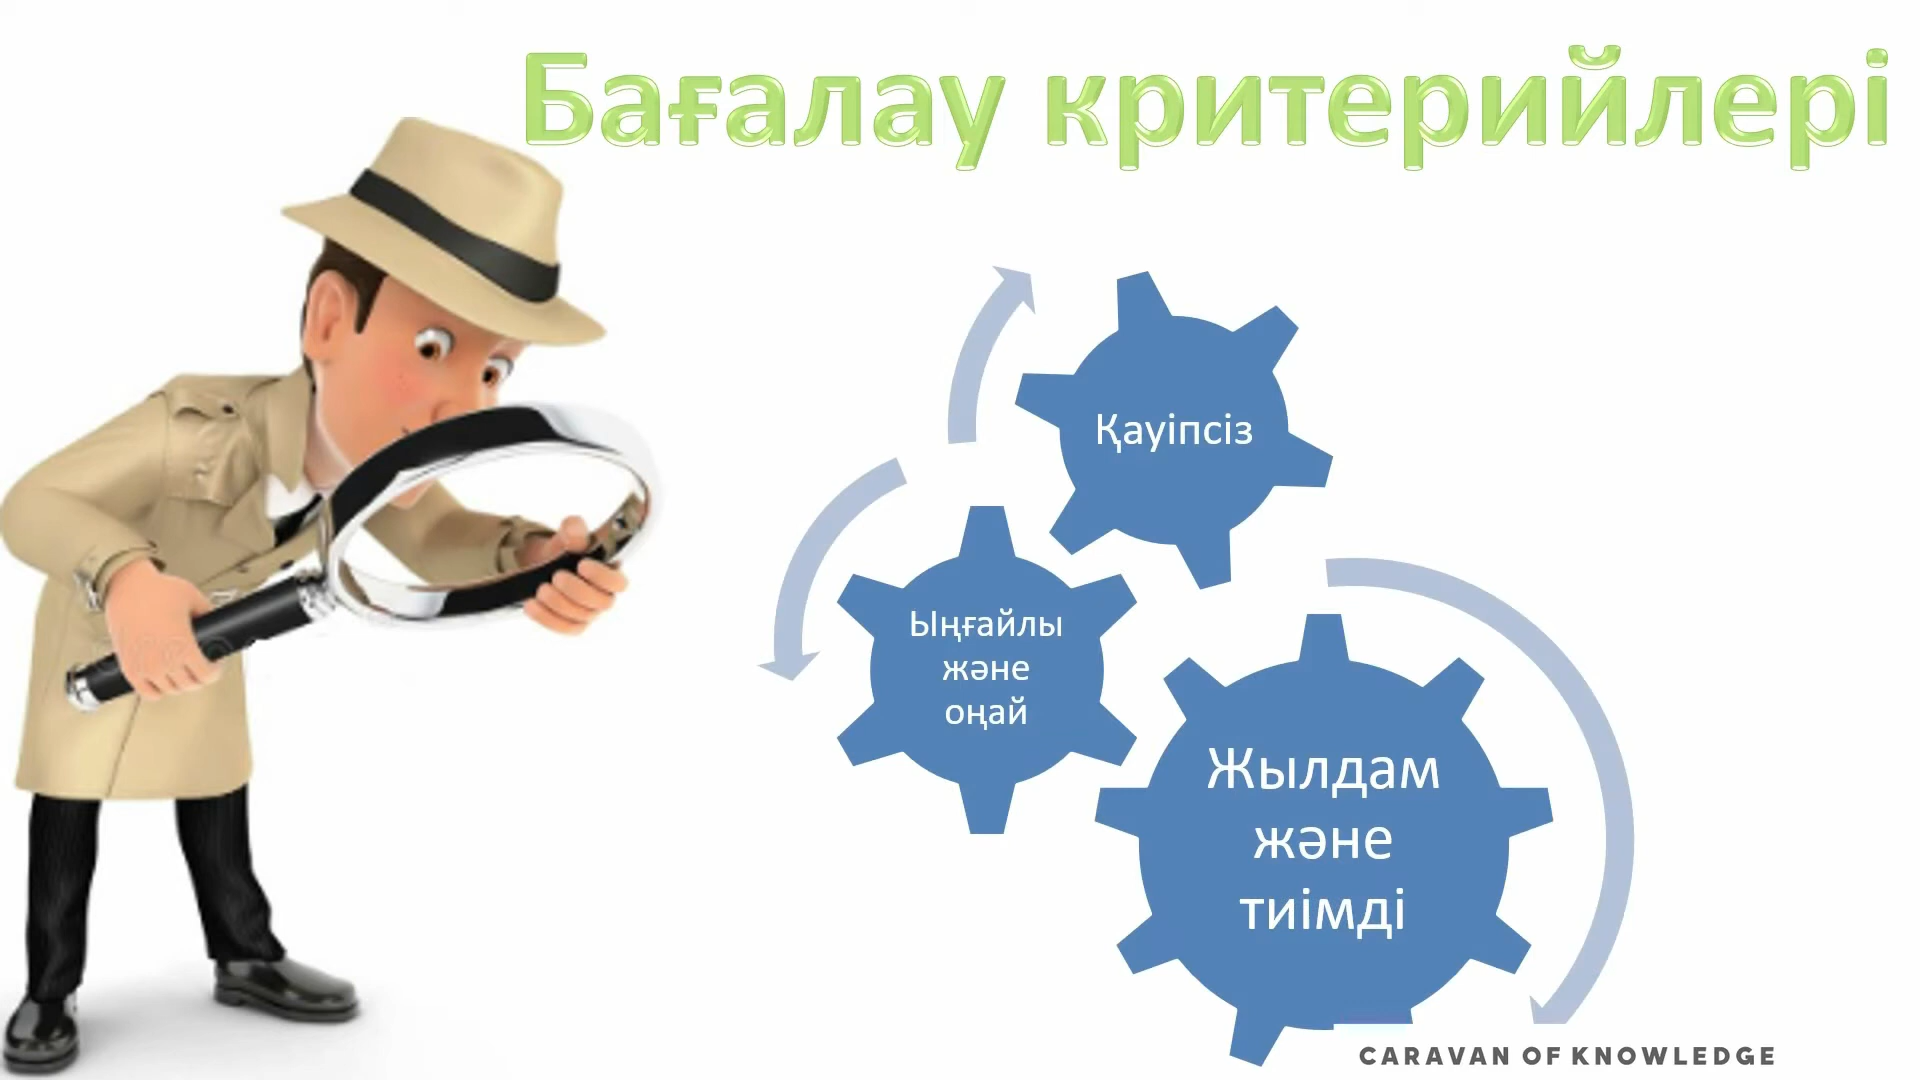 Бағалау критерийлері
Қауіпсіз
Ыңғайлы
және
оңай
Жылдам
және
тиімді
CARAVAN OF KNOWLEDGE